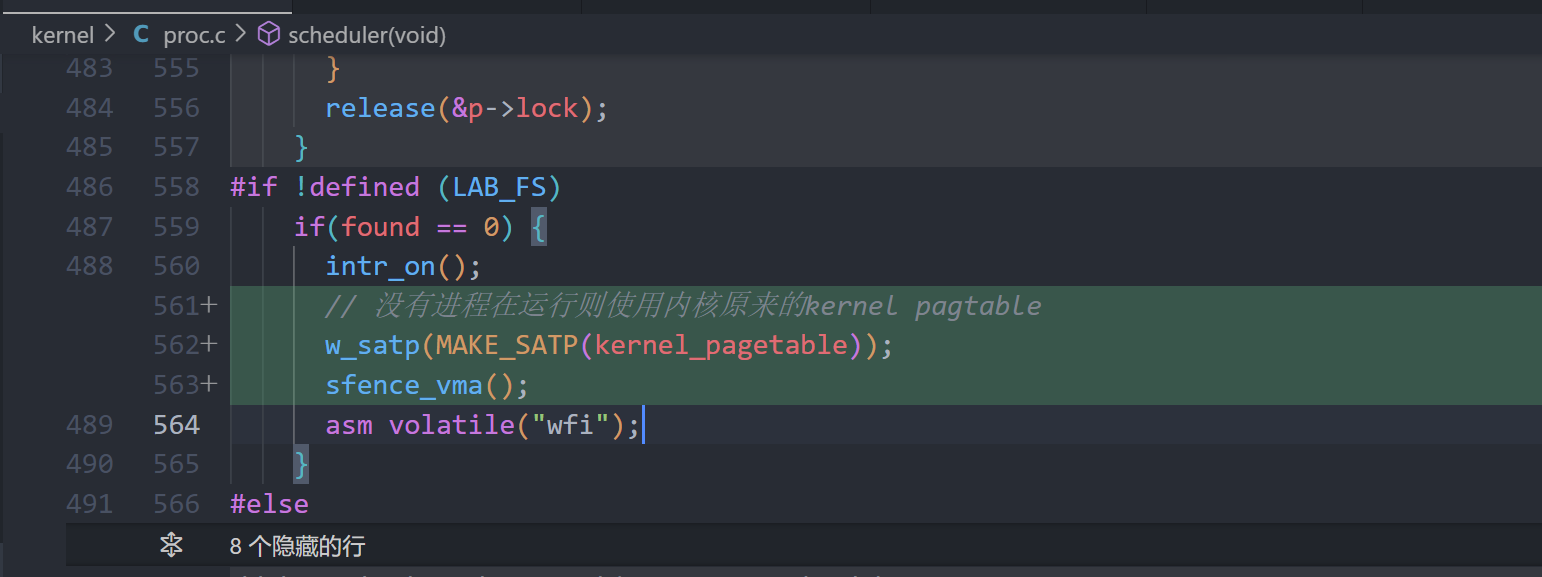 kernel > C proc.c > scheduler(void)
483 555 }
484 556 release(&p->lock);
485 557 }
486 558 #if !defined (LAB_FS)
487 559 if(found == 0) {
488 560 intr_on();
561+ // 没有进程在运行则使用内核原来的kernel pagtable
562+ w_satp(MAKE_SATP(kernel_pagetable));
563+ sfence_vma();
489 564 asm volatile("wfi");
490 565 }
491 566 #else
8 个隐藏的行